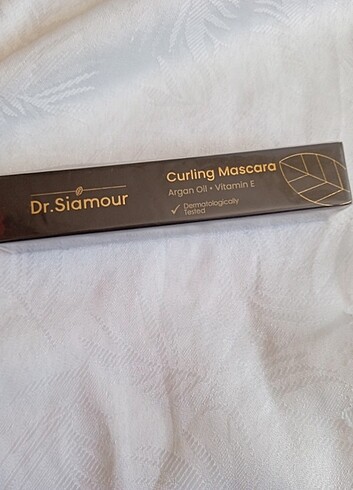 Dr.Siamour
Curling Mascara
Argan Oil • Vitamin E
✓ Dermatologically
Tested